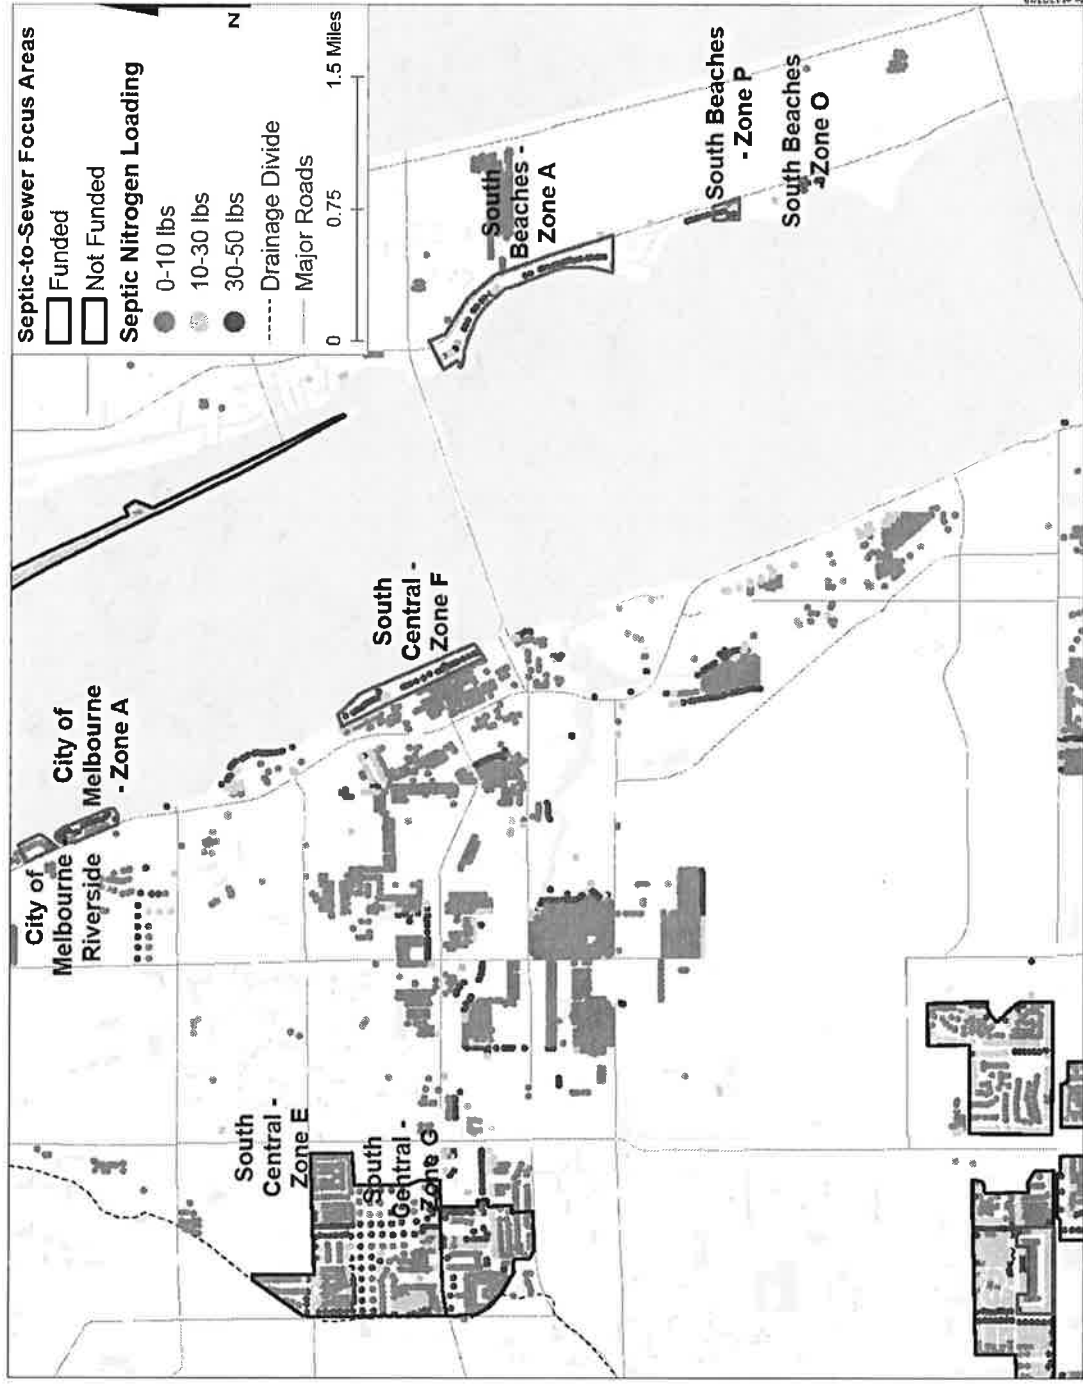 Septic-to-Sewer Focus Areas
Funded
Not Funded
Septic Nitrogen Loading
0-10 lbs
10-30 lbs
30-50 lbs
Drainage Divide
Major Roads
0 0.75 1.5 Miles
N
City of
Melbourne
Riverside
City of
Melbourne
- Zone A
South
Central -
Zone F
South
Central -
Zone E
South
Central -
Zone G
South
Beaches -
Zone A
South Beaches
- Zone P
South Beaches
- Zone O